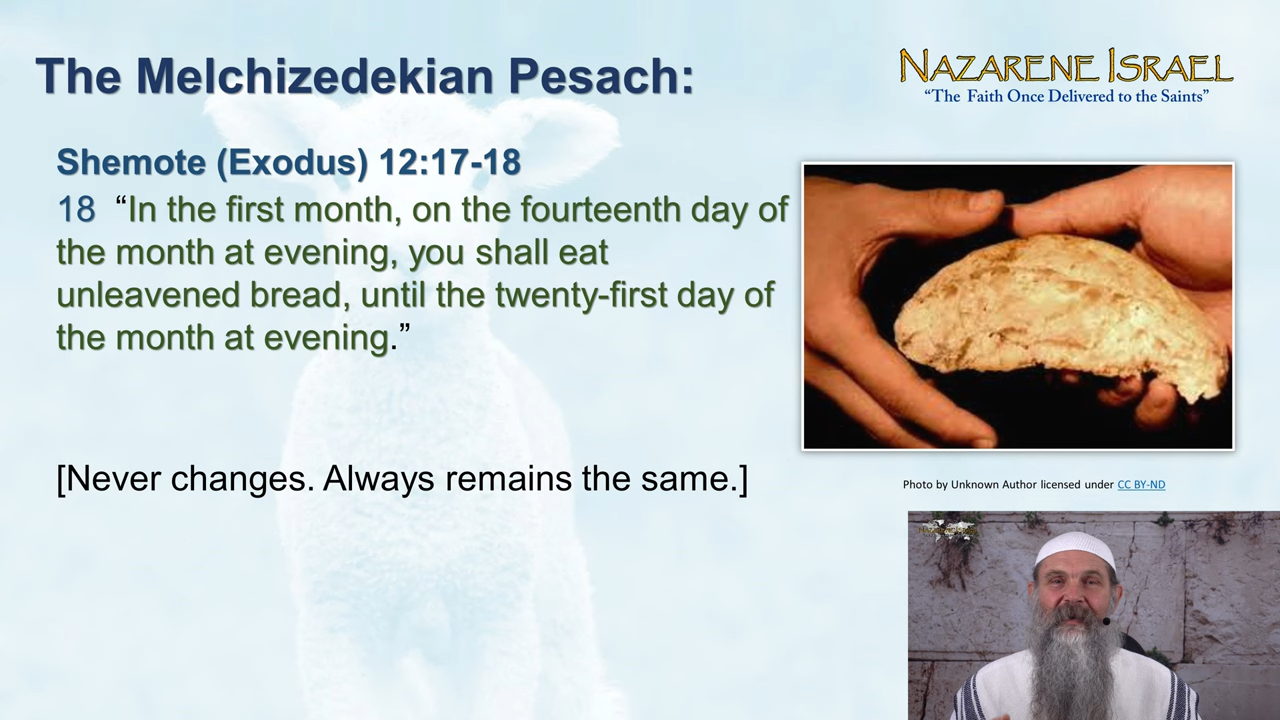 The Melchizedekian Pesach:
NAZARENE ISRAEL
“The Faith Once Delivered to the Saints”
Shemote (Exodus) 12:17-18
18 “In the first month, on the fourteenth day of
the month at evening, you shall eat
unleavened bread, until the twenty-first day of
the month at evening.”
[Never changes. Always remains the same.]
Photo by Unknown Author licensed under CC BY-ND